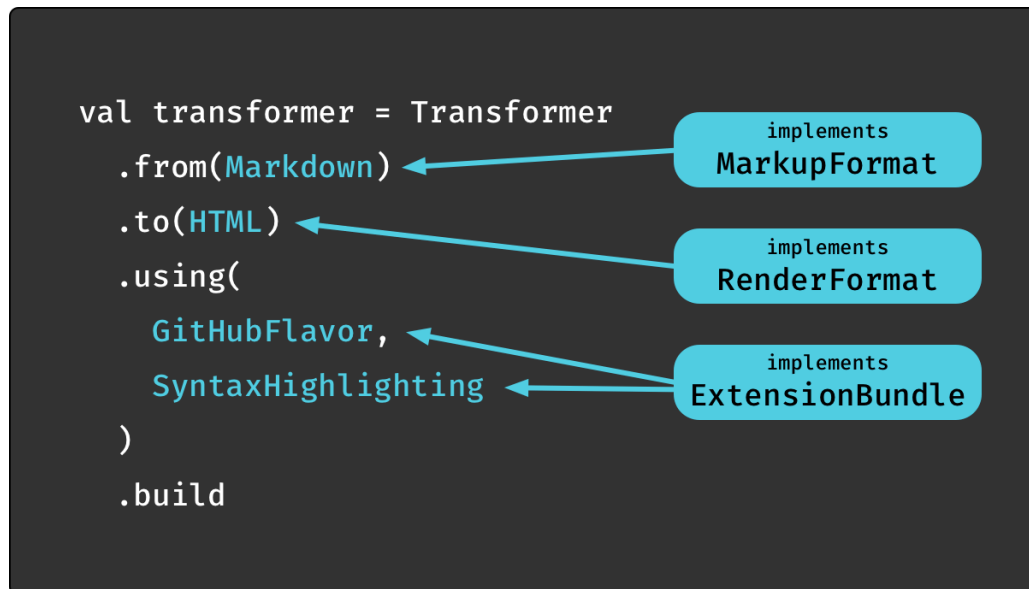 val transformer = Transformer
.from(Markdown)
.to(HTML)
.using(
GitHubFlavor,
SyntaxHighlighting
)
.build
implements
MarkupFormat
implements
RenderFormat
implements
ExtensionBundle